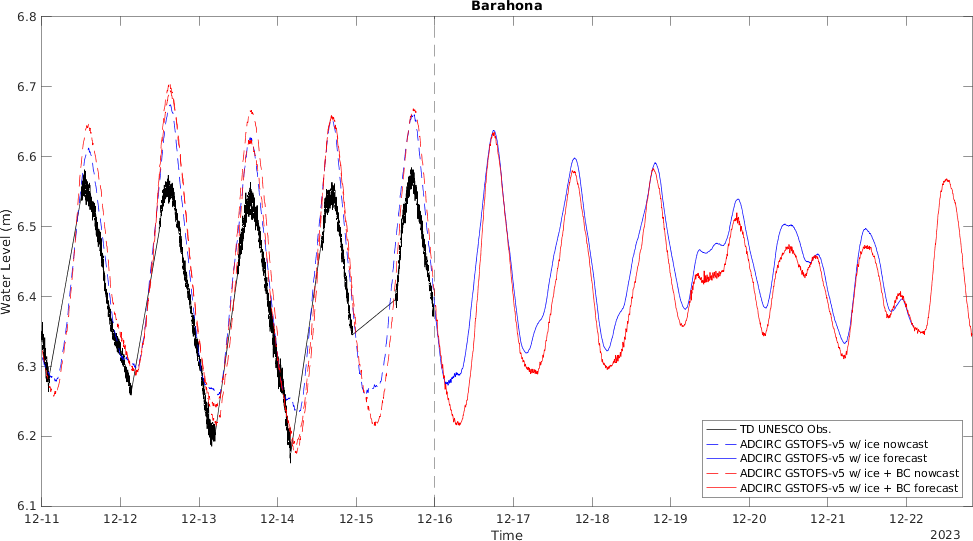 Barahona
6.8
6.7
6.6
6.5
6.4
6.3
6.2
6.1
Water Level (m)
TD UNESCO Obs.
ADCIRC GSTOFS-v5 w/ ice nowcast
ADCIRC GSTOFS-v5 w/ ice forecast
ADCIRC GSTOFS-v5 w/ ice + BC nowcast
ADCIRC GSTOFS-v5 w/ ice + BC forecast
12-11 12-12 12-13 12-14 12-15 12-16 12-17 12-18 12-19 12-20 12-21 12-22
Time
2023